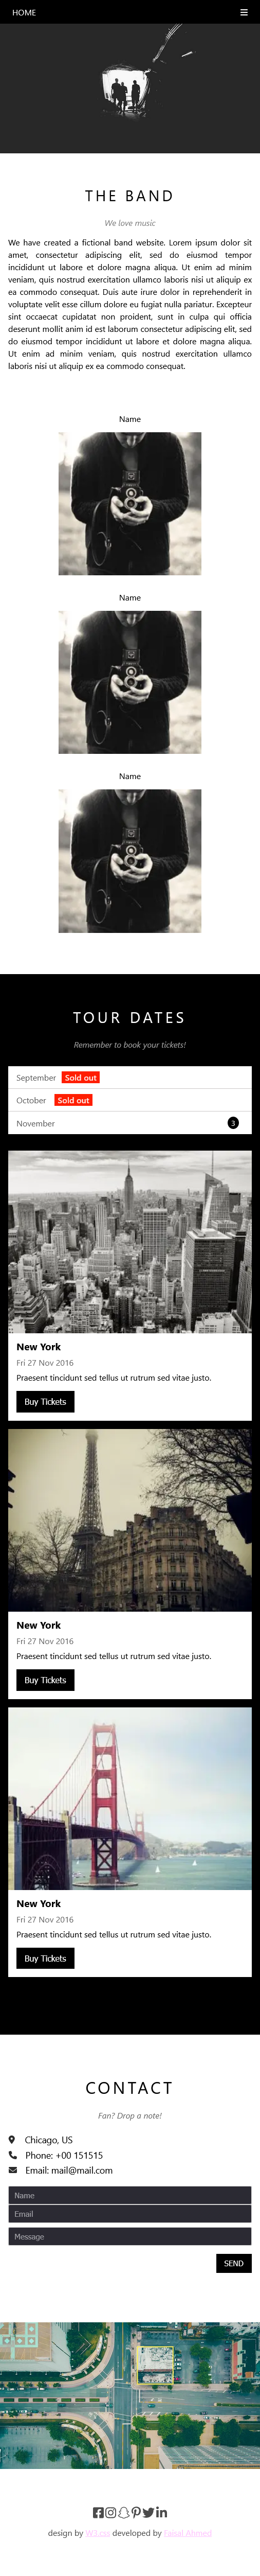 HOME
THE BAND
We love music
We have created a fictional band website. Lorem ipsum dolor sit
amet, consectetur adipiscing elit, sed do eiusmod tempor
incididunt ut labore et dolore magna aliqua. Ut enim ad minim
veniam, quis nostrud exercitation ullamco laboris nisi ut aliquip ex
ea commodo consequat. Duis aute irure dolor in reprehenderit in
voluptate velit esse cillum dolore eu fugiat nulla pariatur. Excepteur
sint occaecat cupidatat non proident, sunt in culpa qui officia
deserunt mollit anim id est laborum consectetur adipiscing elit, sed
do eiusmod tempor incididunt ut labore et dolore magna aliqua.
Ut enim ad minim veniam, quis nostrud exercitation ullamco
laboris nisi ut aliquip ex ea commodo consequat.
Name
Name
Name
TOUR DATES
Remember to book your tickets!
September Sold out
October Sold out
November 3
New York
Fri 27 Nov 2016
Praesent tincidunt sed tellus ut rutrum sed vitae justo.
Buy Tickets
New York
Fri 27 Nov 2016
Praesent tincidunt sed tellus ut rutrum sed vitae justo.
Buy Tickets
New York
Fri 27 Nov 2016
Praesent tincidunt sed tellus ut rutrum sed vitae justo.
Buy Tickets
CONTACT
Fan? Drop a note!
Chicago, US
Phone: +00 151515
Email: mail@mail.com
Name
Email
Message
SEND
design by W3.css developed by Faisal Ahmed